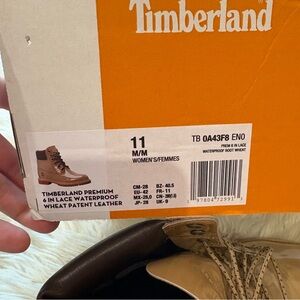 Timberland
11
M/M
WOMEN'S/FEMMES
TB 0A43F8 EN0
PREM 6 IN LACE
WATERPROOF BOOT WHEAT
TIMBERLAND PREMIUM
6 IN LACE WATERPROOF
WHEAT PATENT LEATHER
CM-28 BZ-40.5
EU-42 FR-11
MX-28.0
JP-28 UK-9